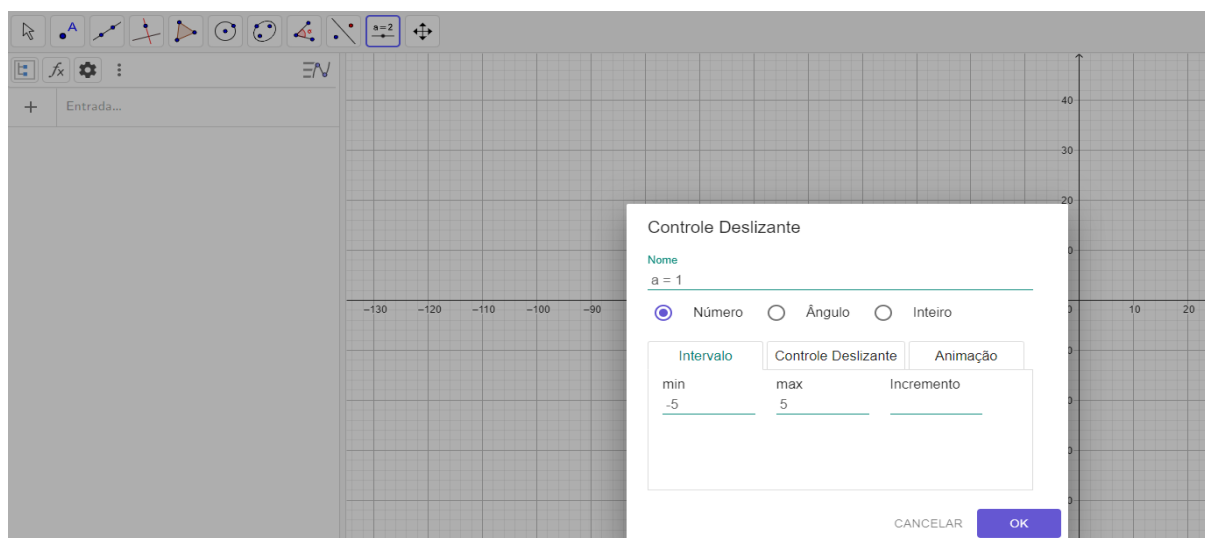 A
a=2
fx
Entrada...
40
30
20
-130 -120 -110 -100 -90 10 20
Controle Deslizante
Nome
a = 1
Número Ângulo Inteiro
Intervalo Controle Deslizante Animação
min max Incremento
-5 5
CANCELAR OK